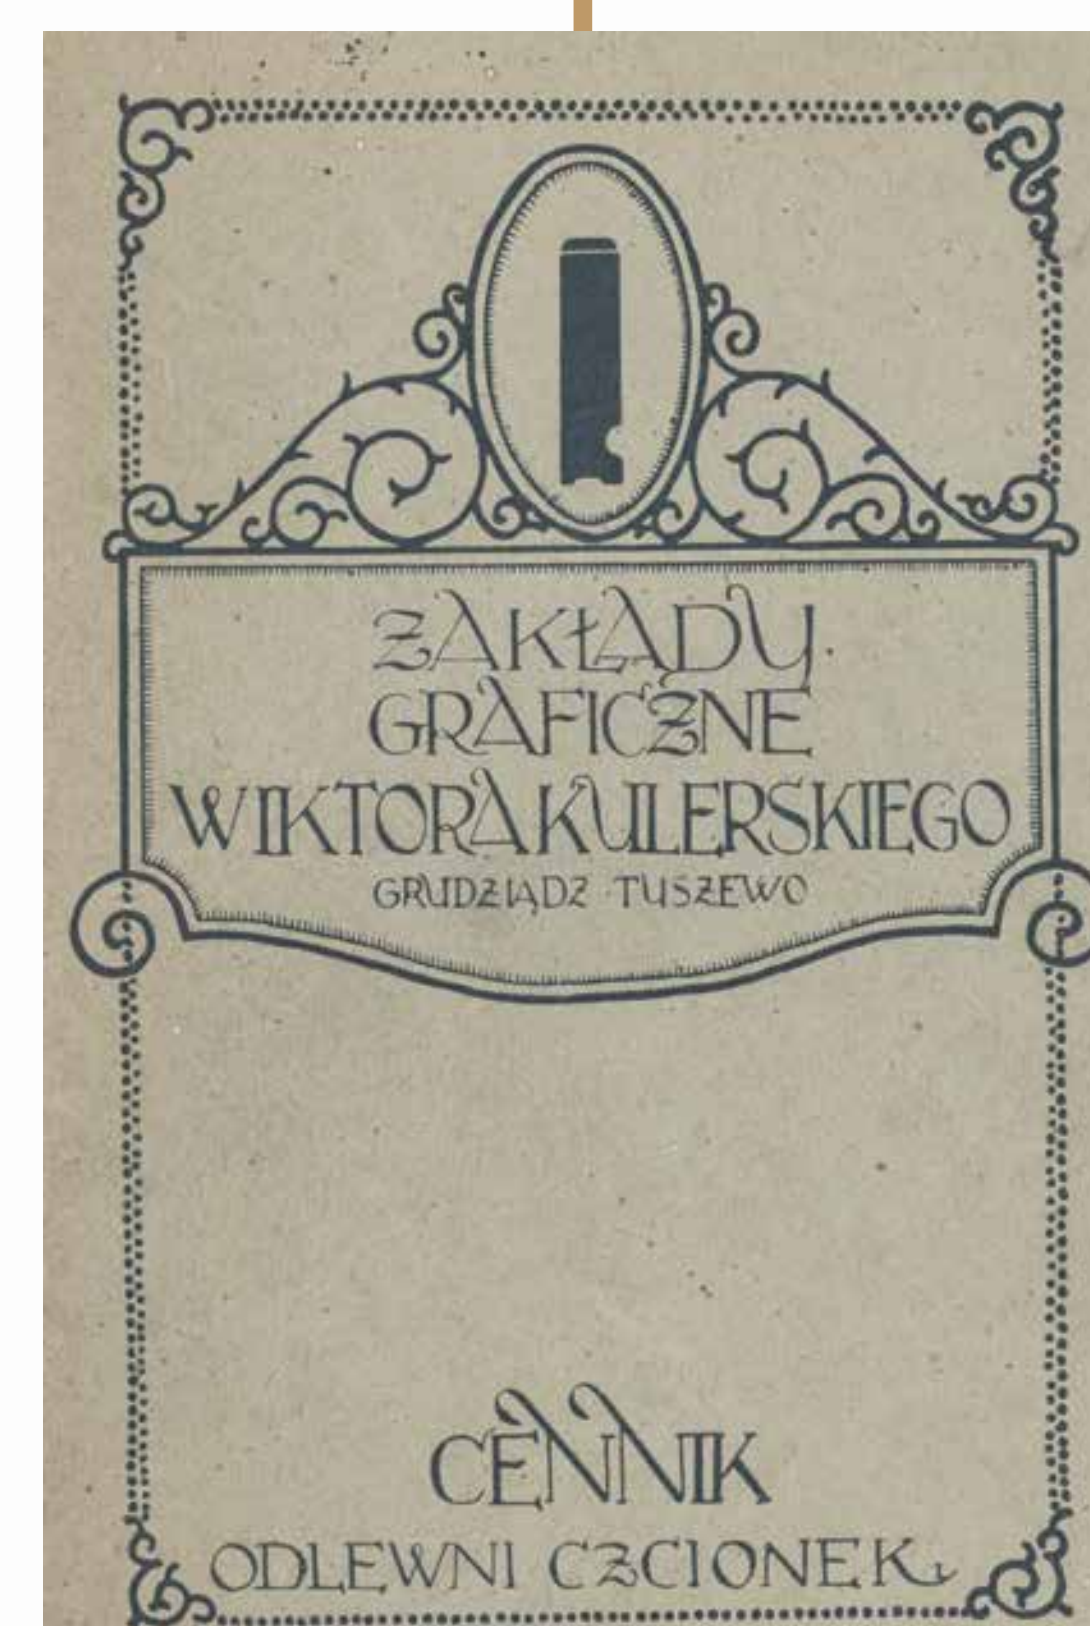 ZAKŁADY
GRAFICZNE
WIKTORA KULERSKIEGO
GRUDZIĄDZ · TUSZEWO
CENNIK
ODLEWNI CZCIONEK